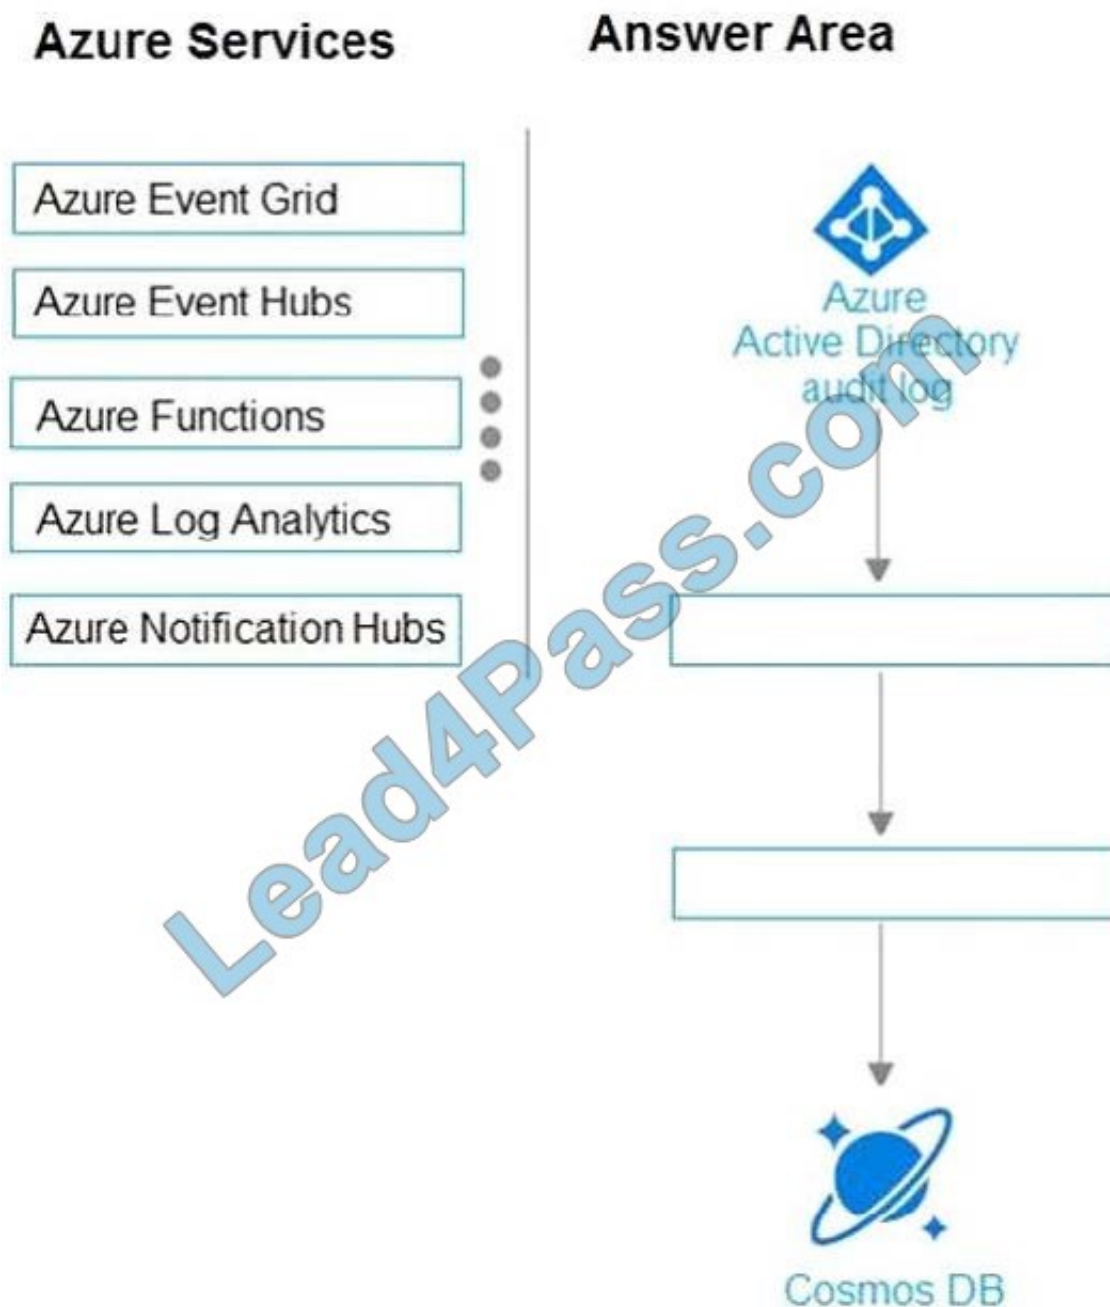 Azure Services
Answer Area
Azure Event Grid
Azure Event Hubs
Azure Functions
Azure Log Analytics
Azure Notification Hubs
Azure
Active Directory
audit log
Cosmos DB
Lead4Pass.com